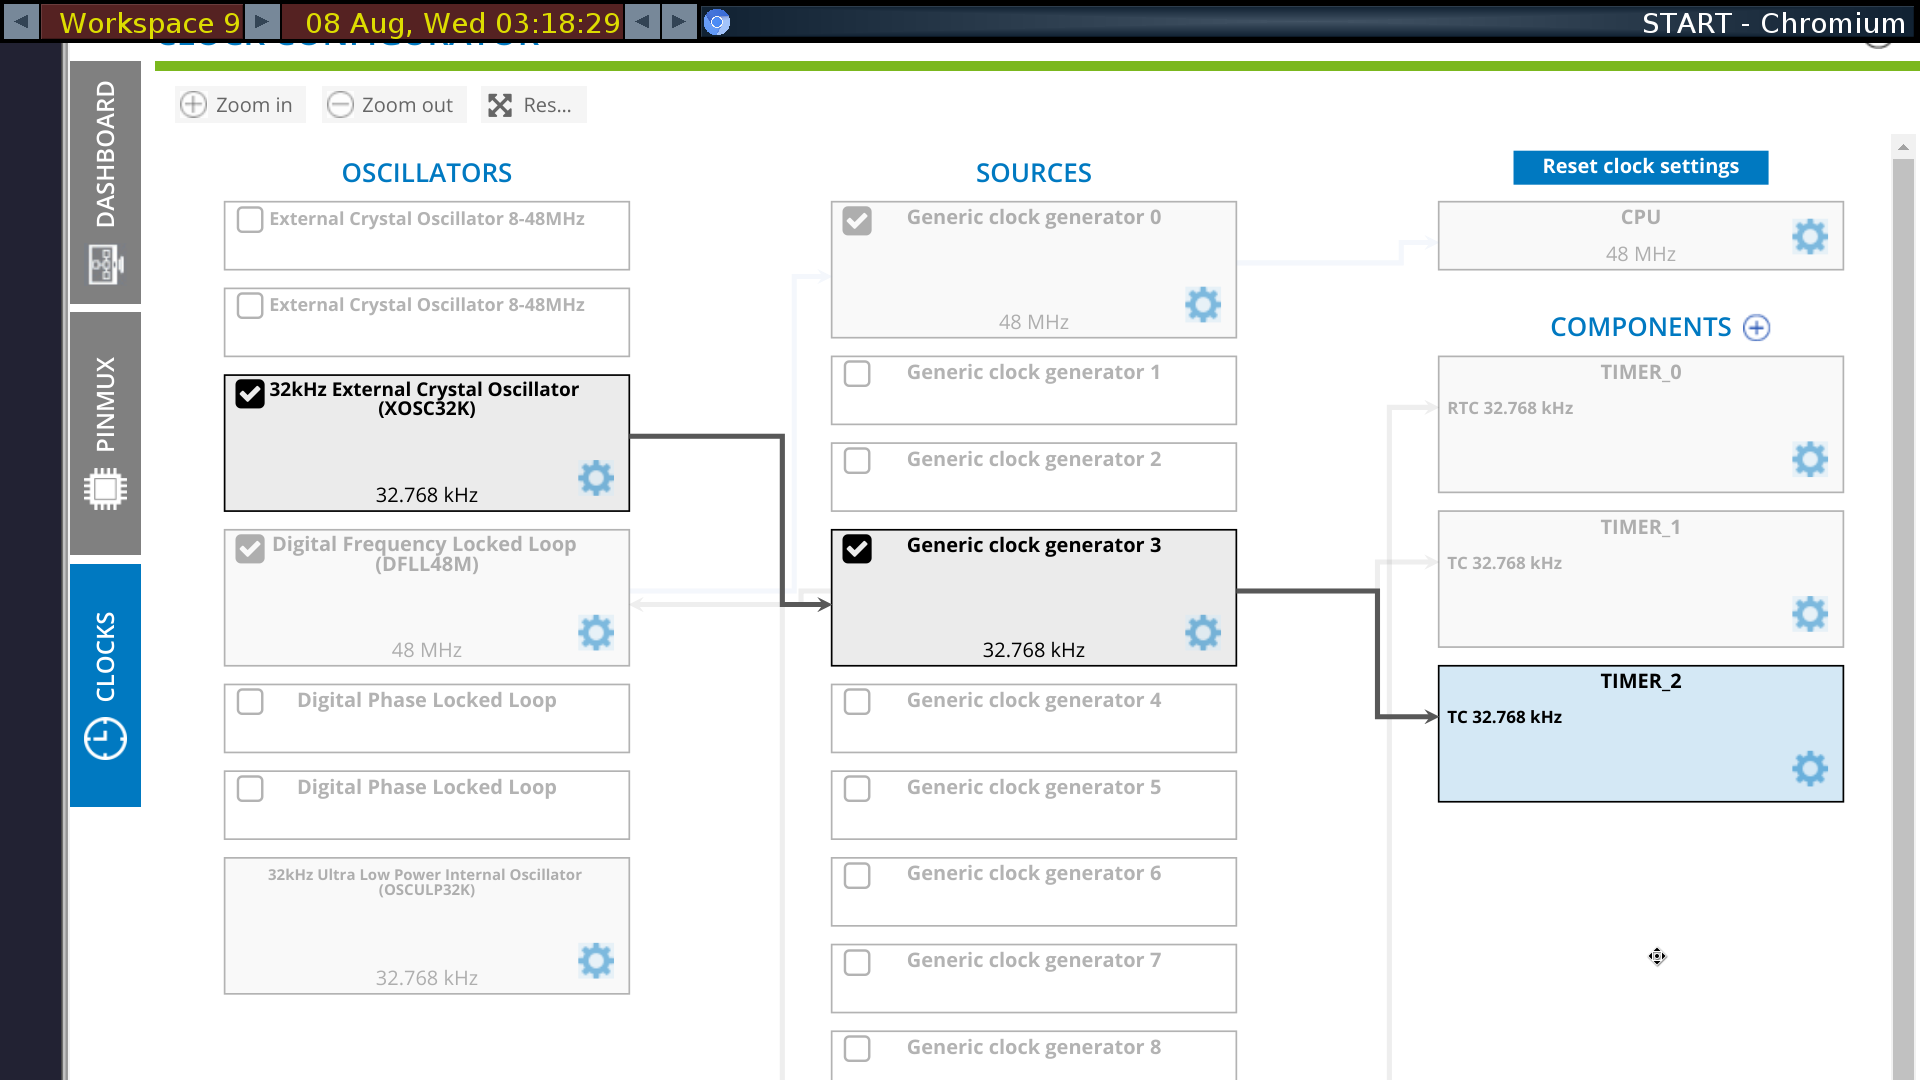 Workspace 9
08 Aug, Wed 03:18:29
START - Chromium
CLOCK CONFIGURATOR
DASHBOARD
PINMUX
CLOCKS
Zoom in
Zoom out
Res...
OSCILLATORS
External Crystal Oscillator 8-48MHz
External Crystal Oscillator 8-48MHz
32kHz External Crystal Oscillator
(XOSC32K)
32.768 kHz
Digital Frequency Locked Loop
(DFLL48M)
48 MHz
Digital Phase Locked Loop
Digital Phase Locked Loop
32kHz Ultra Low Power Internal Oscillator
(OSCULP32K)
32.768 kHz
SOURCES
Generic clock generator 0
48 MHz
Generic clock generator 1
Generic clock generator 2
Generic clock generator 3
32.768 kHz
Generic clock generator 4
Generic clock generator 5
Generic clock generator 6
Generic clock generator 7
Generic clock generator 8
Reset clock settings
CPU
48 MHz
COMPONENTS
TIMER_0
RTC 32.768 kHz
TIMER_1
TC 32.768 kHz
TIMER_2
TC 32.768 kHz